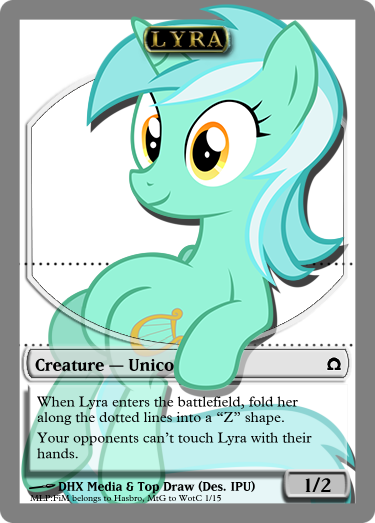 LYRA
Creature — Unico
Ω
When Lyra enters the battlefield, fold her
along the dotted lines into a “Z” shape.
Your opponents can't touch Lyra with their
hands.
DHX Media & Top Draw (Des. IPU)
1/2
MLP:FiM belongs to Hasbro, MtG to WotC 1/15